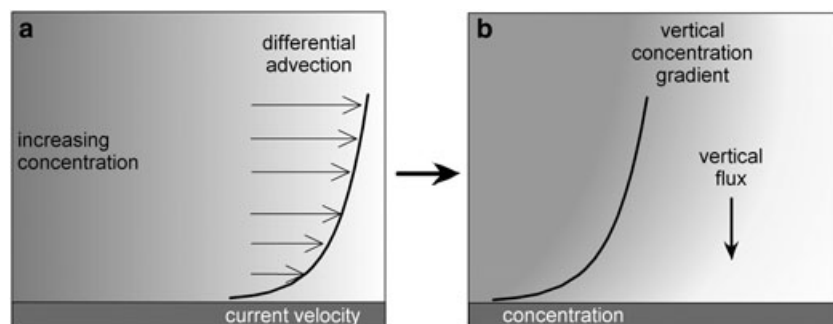 a
differential
advection
increasing
concentration
current velocity
b
vertical
concentration
gradient
vertical
flux
concentration